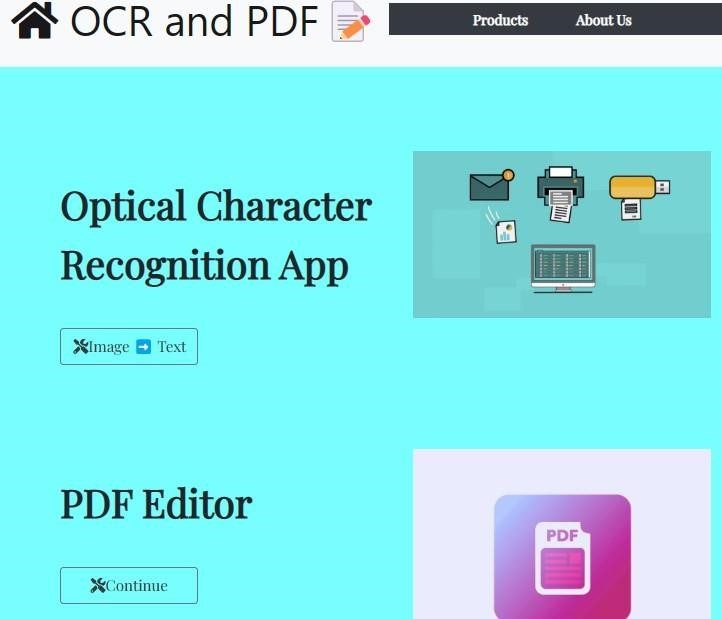 OCR and PDF
Products About Us
Optical Character
Recognition App
Image ➡️ Text
PDF Editor
PDF
Continue